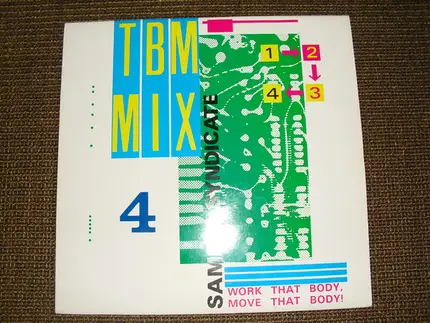 TBM
MIX
1 2
4 3
4
SYNDICATE
WORK THAT BODY,
MOVE THAT BODY!